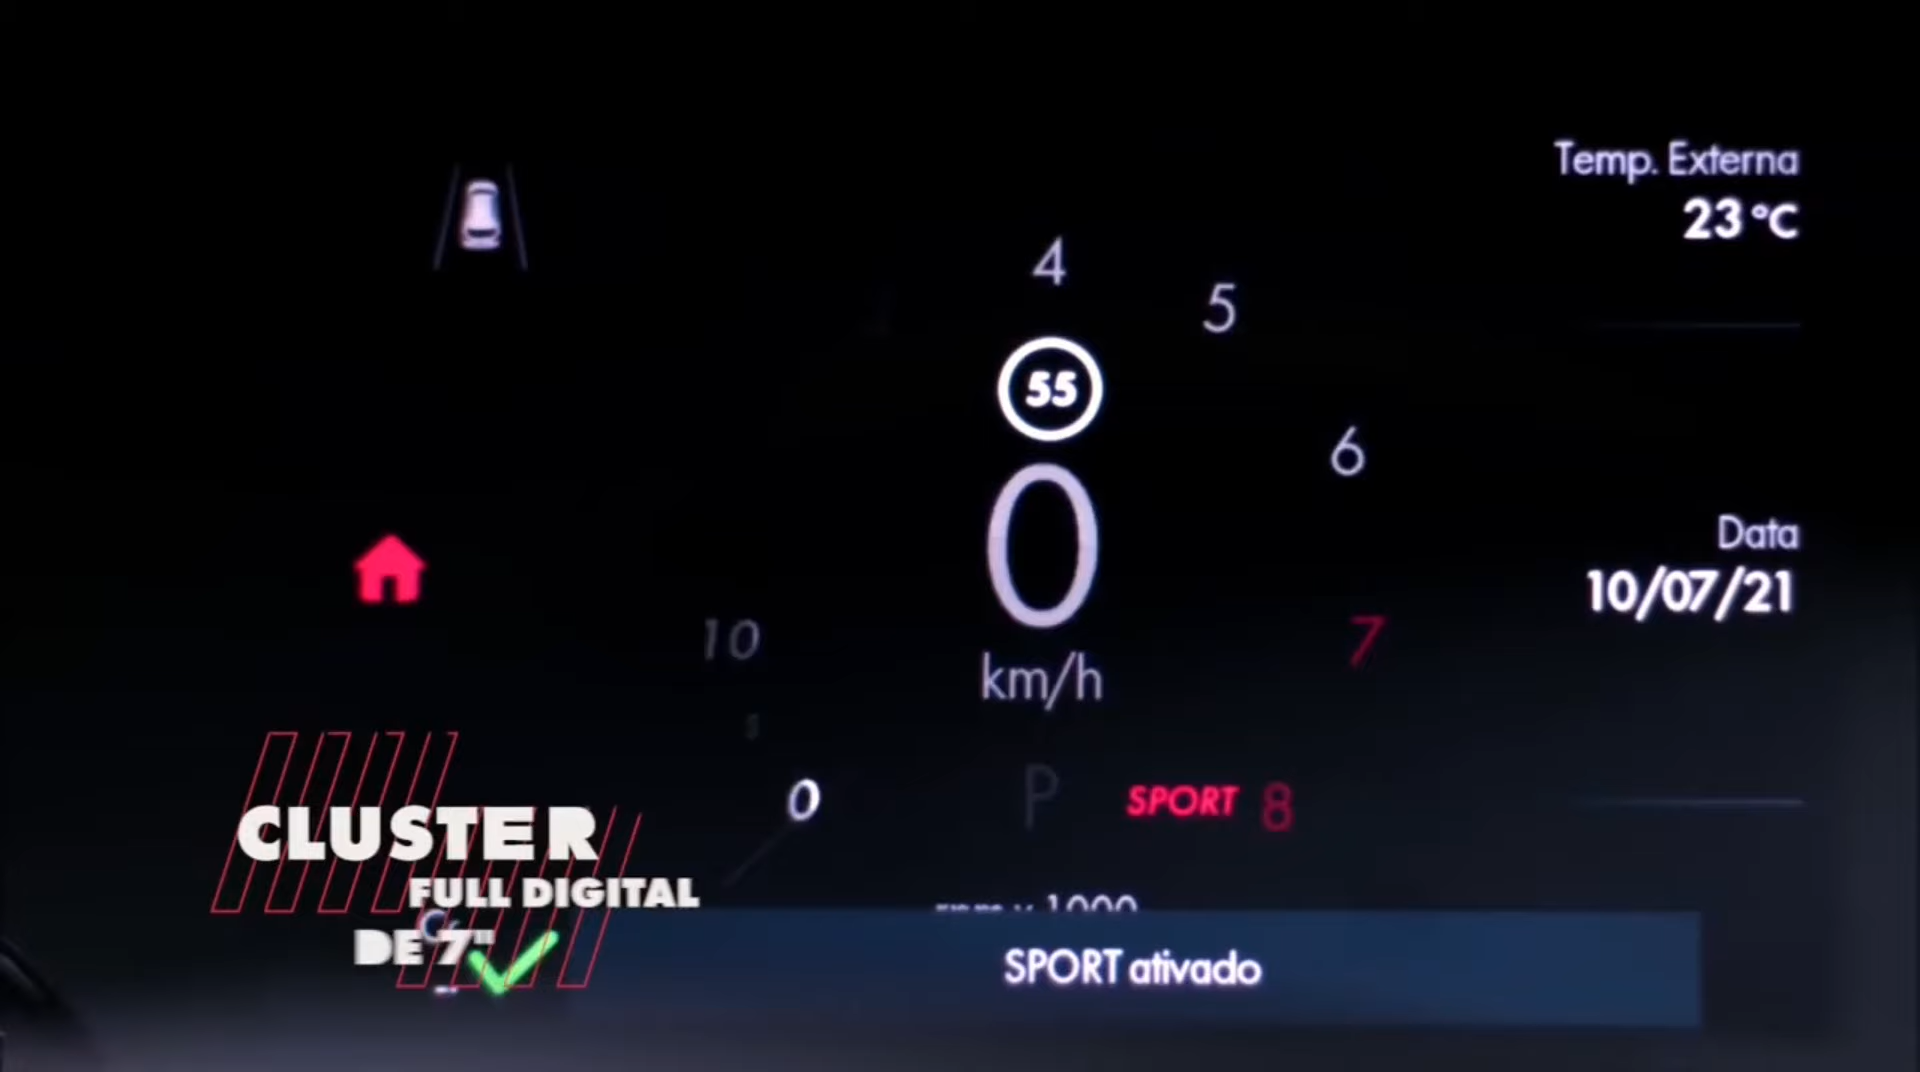 Temp. Externa
23 °C
4
5
55
6
0
km/h
Data
10/07/21
10
7
0
P
SPORT
8
CLUSTER
FULL DIGITAL
DE 7"
SPORT ativado